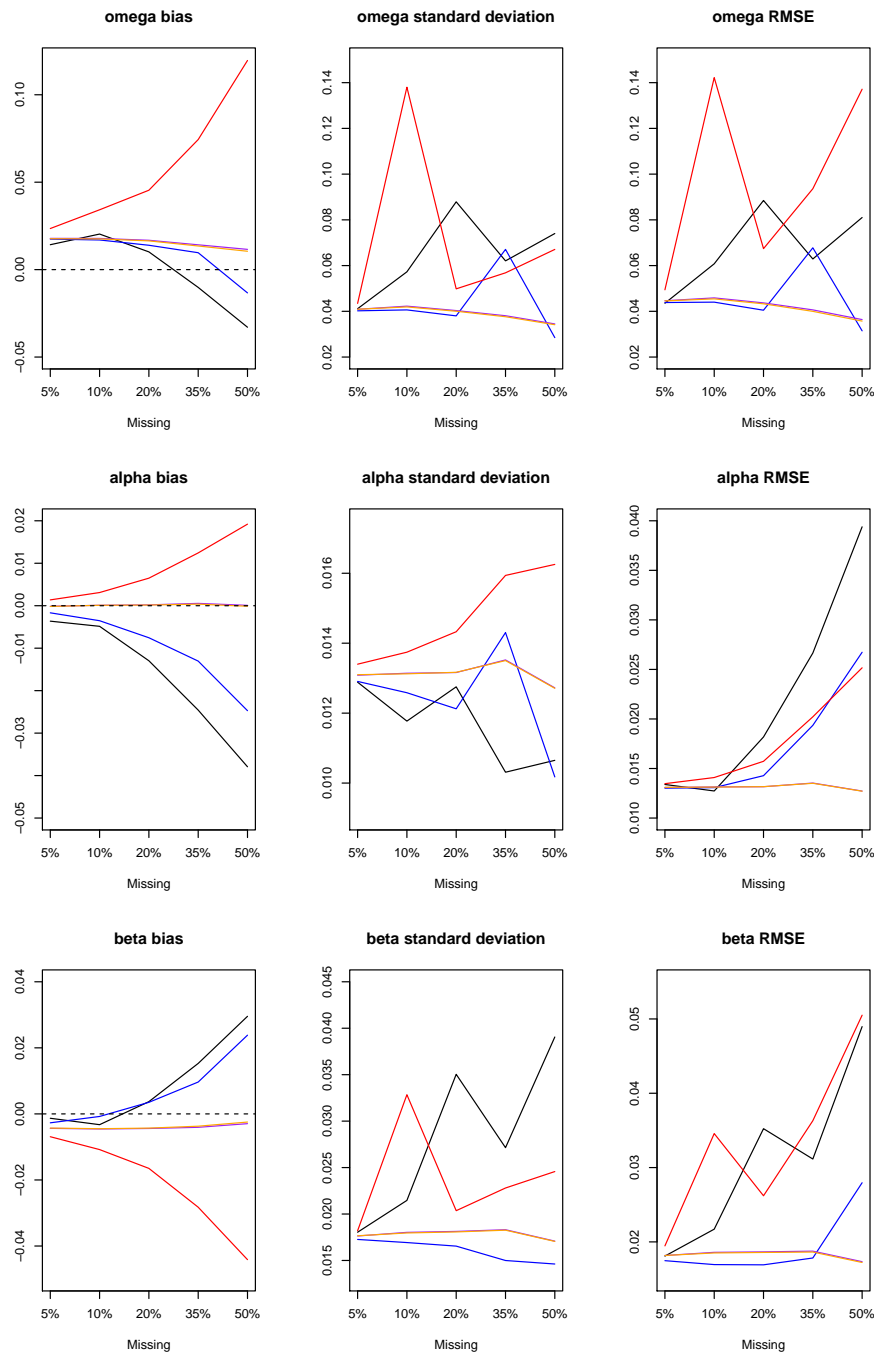 omega bias
omega standard deviation
omega RMSE
0.10
0.05
0.00
−0.05
0.14
0.12
0.10
0.08
0.06
0.04
0.02
0.14
0.12
0.10
0.08
0.06
0.04
0.02
5% 10% 20% 35% 50%
5% 10% 20% 35% 50%
5% 10% 20% 35% 50%
Missing
Missing
Missing
alpha bias
alpha standard deviation
alpha RMSE
0.02
0.01
0.00
−0.01
−0.03
−0.05
0.016
0.014
0.012
0.010
0.040
0.035
0.030
0.025
0.020
0.015
0.010
5% 10% 20% 35% 50%
5% 10% 20% 35% 50%
5% 10% 20% 35% 50%
Missing
Missing
Missing
beta bias
beta standard deviation
beta RMSE
0.04
0.02
0.00
−0.02
−0.04
0.045
0.040
0.035
0.030
0.025
0.020
0.015
0.05
0.04
0.03
0.02
5% 10% 20% 35% 50%
5% 10% 20% 35% 50%
5% 10% 20% 35% 50%
Missing
Missing
Missing